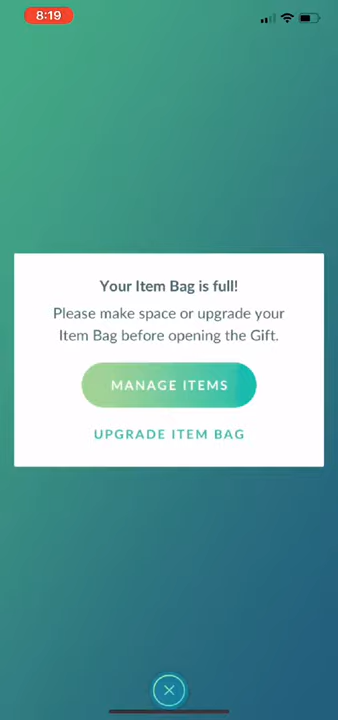 8:19
Your Item Bag is full!
Please make space or upgrade your
Item Bag before opening the Gift.
MANAGE ITEMS
UPGRADE ITEM BAG